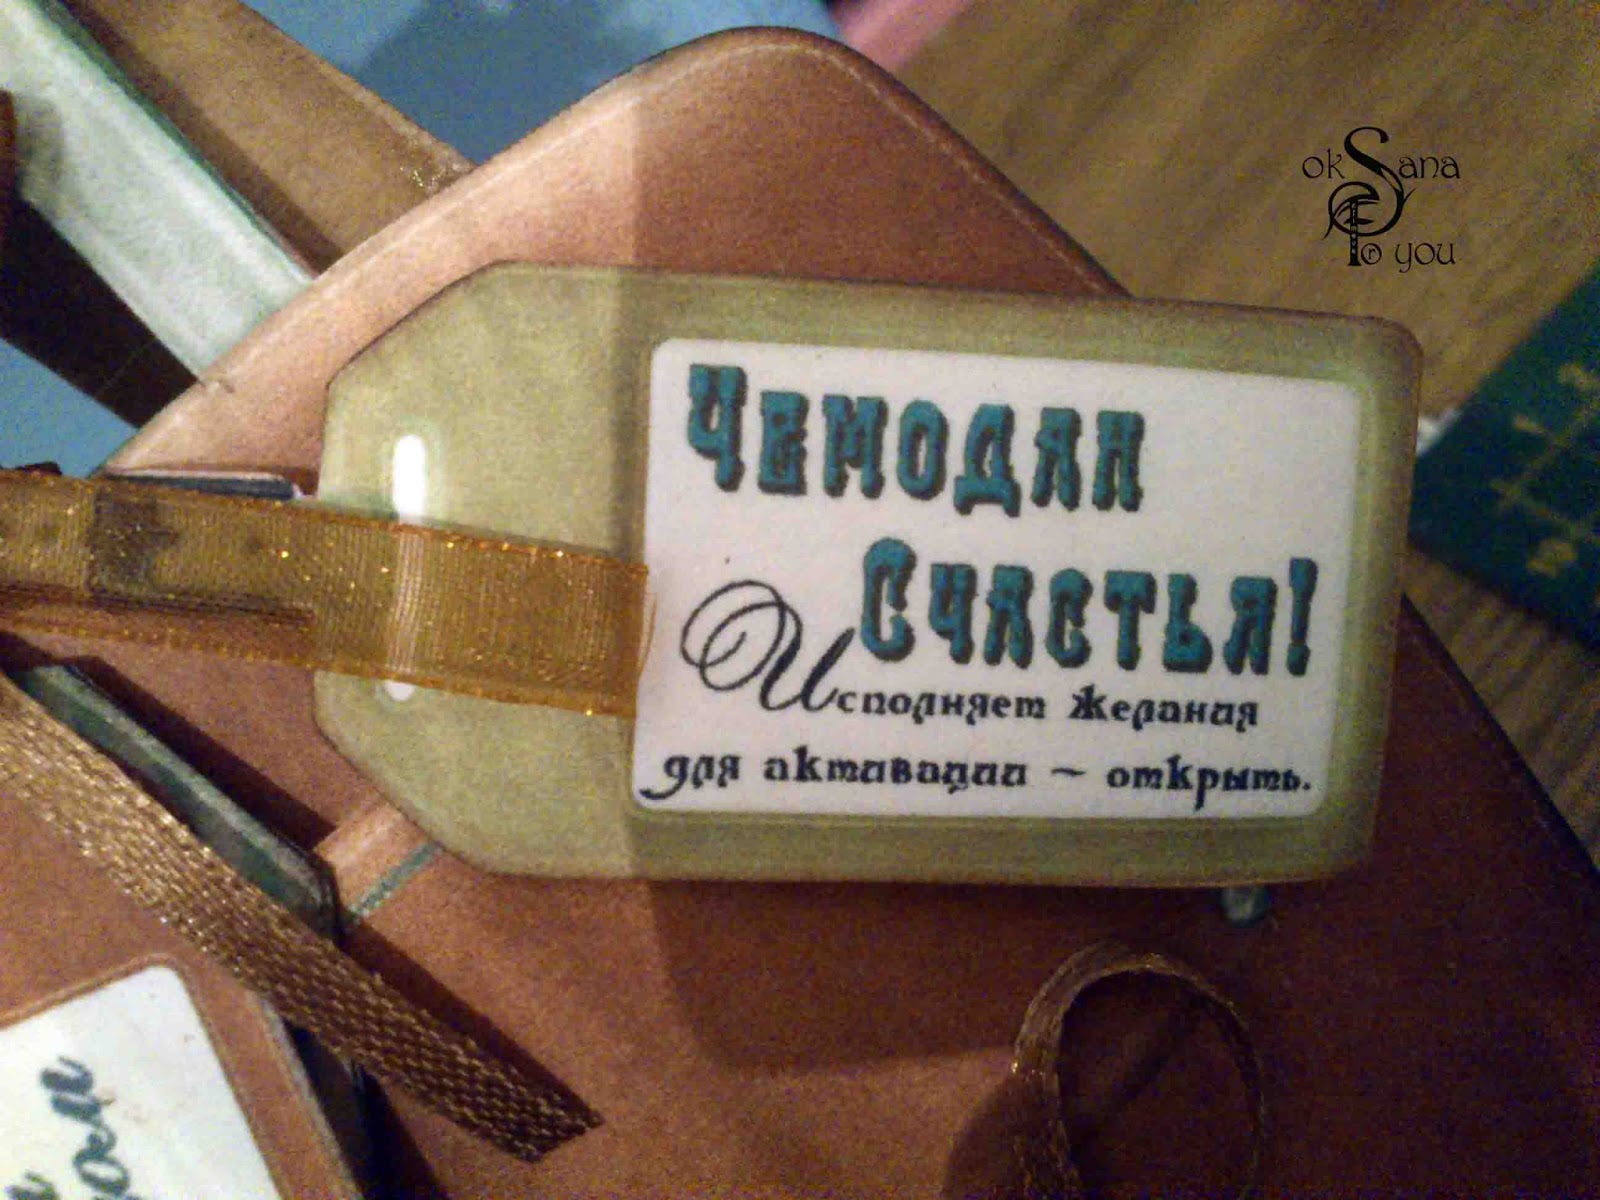 okSana
To you
Чемодан
Счастья!
Исполняет желания
для активации – открыть.